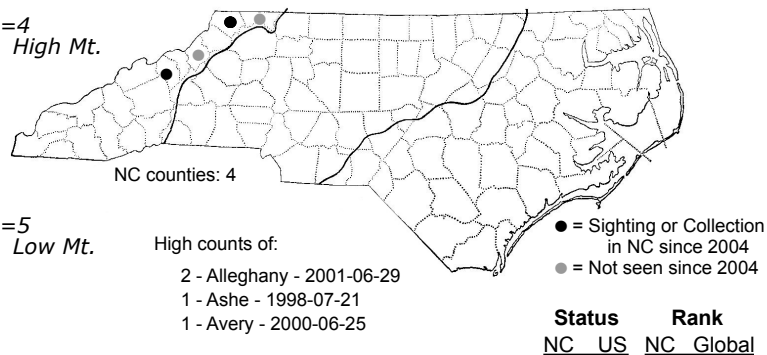 =4
High Mt.
NC counties: 4
=5
Low Mt.
High counts of:
2 - Alleghany - 2001-06-29
1 - Ashe - 1998-07-21
1 - Avery - 2000-06-25
= Sighting or Collection
in NC since 2004
= Not seen since 2004
Status Rank
NC US NC Global